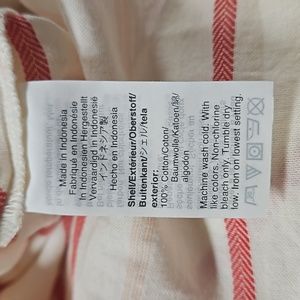 Made in Indonesia
Fabriqué en Indonésie
In Indonesien Hergestellt
Vervaardigd in Indonesië
インドネシア製
Hecho en Indonesia
Shell/Extérieur/Oberstoff/
Buitenkant/シェル/tela
exterior:
100% Cotton/Coton/
Baumwolle/Katoen/綿/
algodón
Machine wash cold. With
like colors. Non-chlorine
bleach only. Tumble dry
low. Iron on lowest setting.